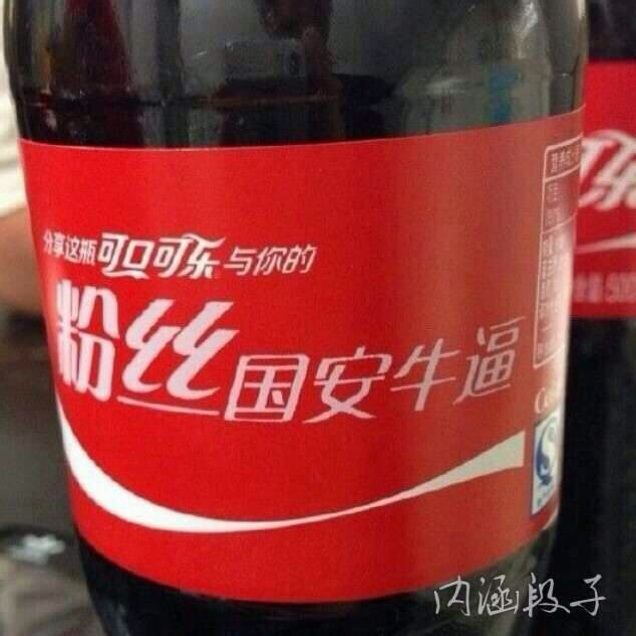 分享这瓶可口可乐与你的
粉丝国安牛逼
内涵段子